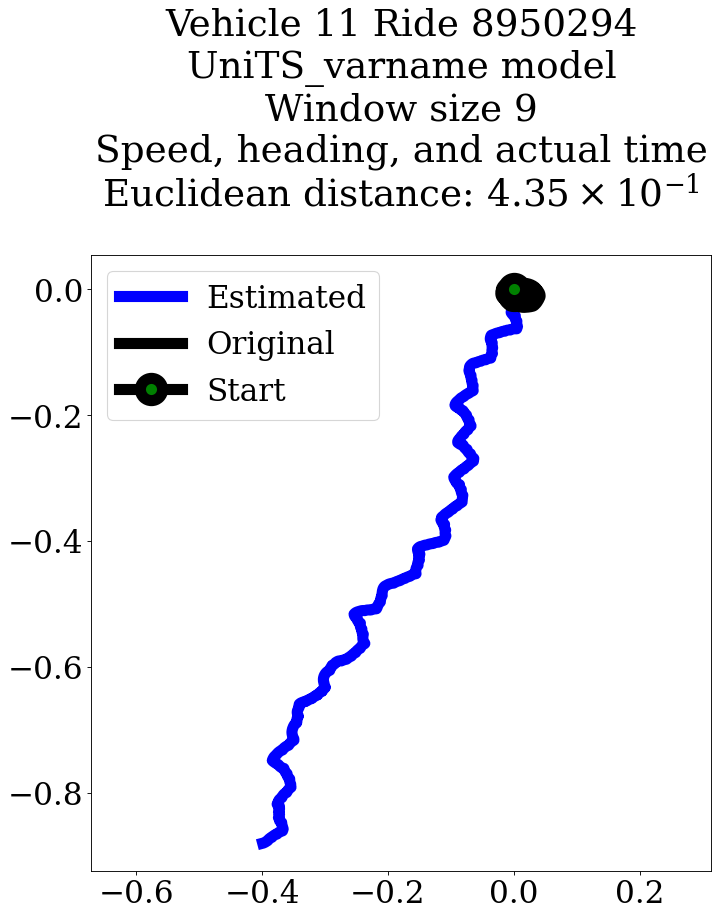 Vehicle 11 Ride 8950294
UniTS_varname model
Window size 9
Speed, heading, and actual time
Euclidean distance: 4.35 × 10⁻¹
Estimated
Original
Start
0.0
−0.2
−0.4
−0.6
−0.8
−0.6
−0.4
−0.2
0.0
0.2